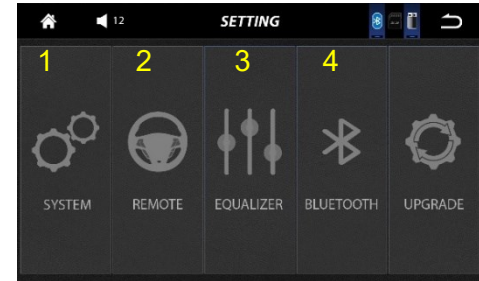 12 SETTING
1 2 3 4
SYSTEM REMOTE EQUALIZER BLUETOOTH UPGRADE